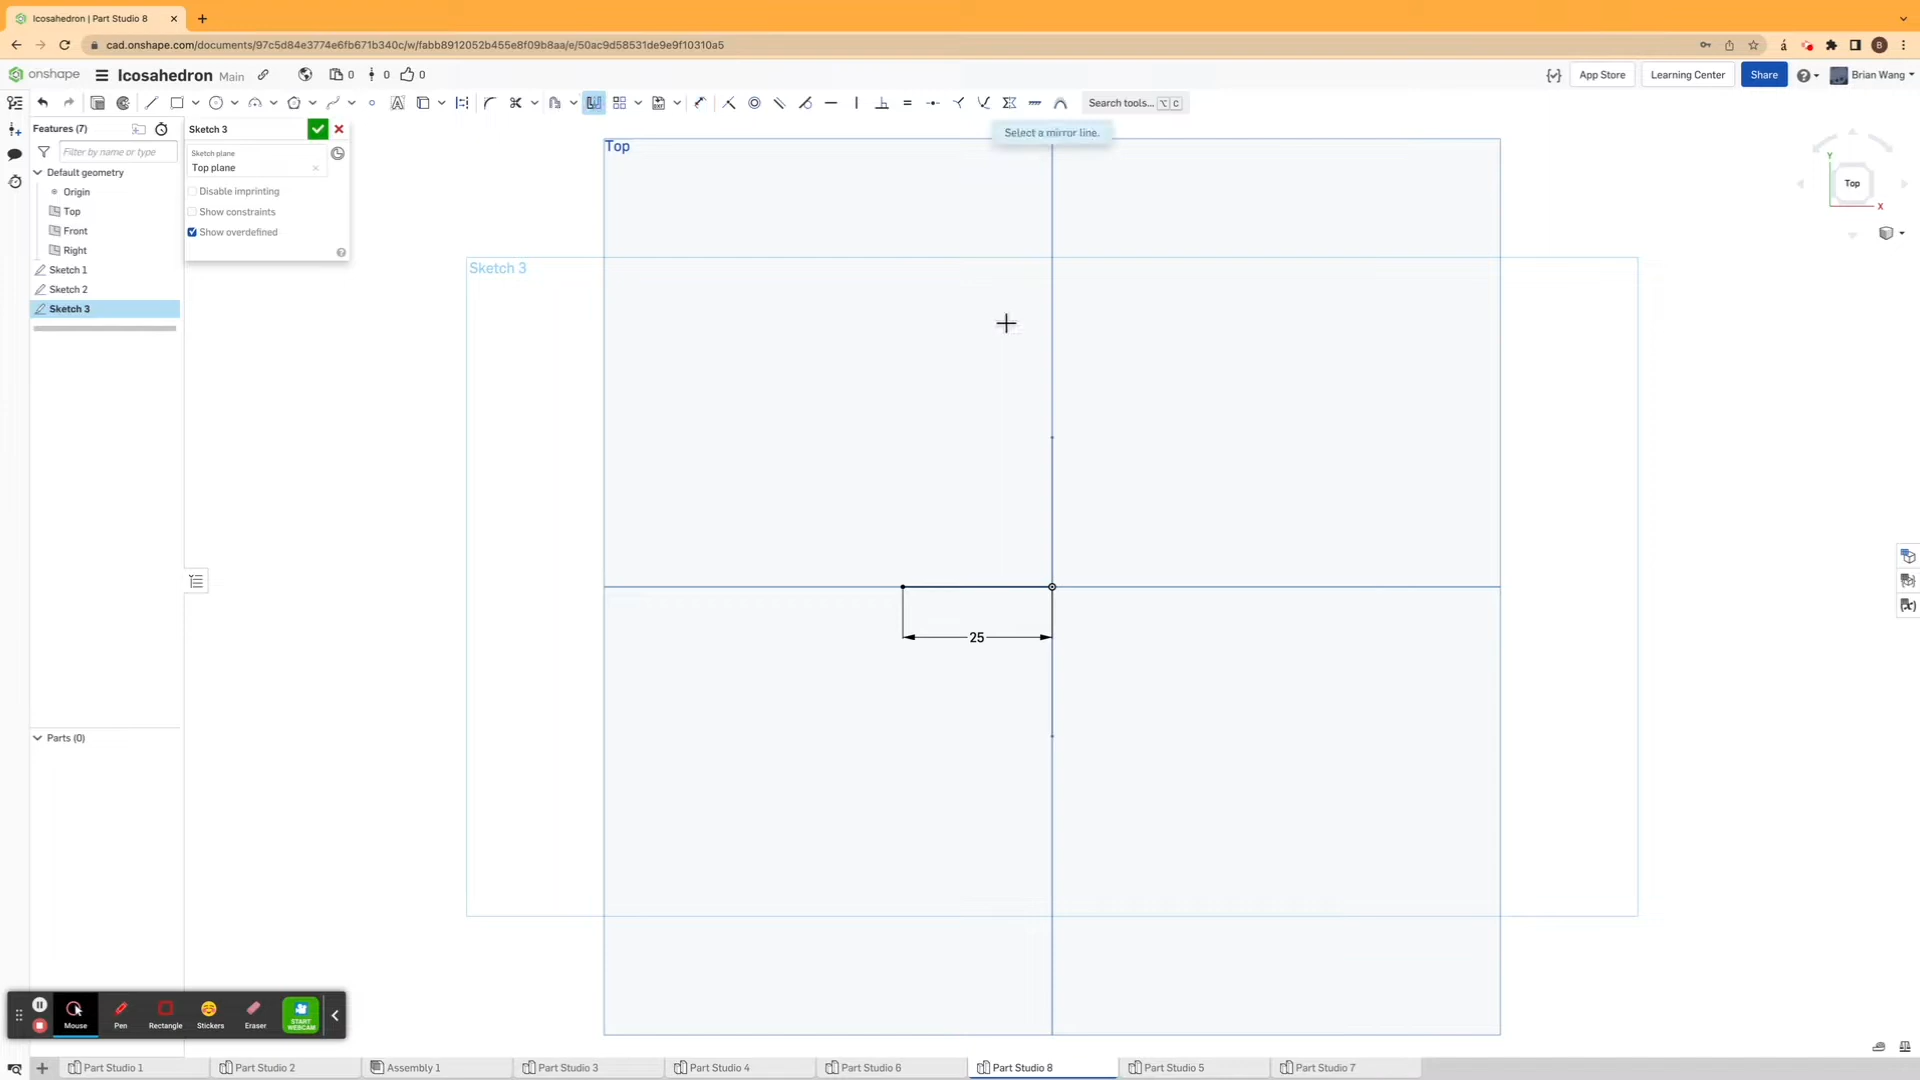 Icosahedron | Part Studio 8
cad.onshape.com/documents/97c5d84e3774e6fb671b340c/w/fabb8912052b455e8f09b8aa/e/50ac9d58531de9e9f10310a5
B
onshape
Icosahedron Main
0
0
0
App Store
Learning Center
Share
Brian Wang
Search tools... ⌥ C
Features (7)
Filter by name or type
Default geometry
Origin
Top
Front
Right
Sketch 1
Sketch 2
Sketch 3
Parts (0)
Sketch 3
Sketch plane
Top plane
Disable imprinting
Show constraints
Show overdefined
Select a mirror line.
Top
Sketch 3
25
Y
Top
X
Mouse
Pen
Rectangle
Stickers
Eraser
START WEBCAM
Part Studio 1
Part Studio 2
Assembly 1
Part Studio 3
Part Studio 4
Part Studio 6
Part Studio 8
Part Studio 5
Part Studio 7